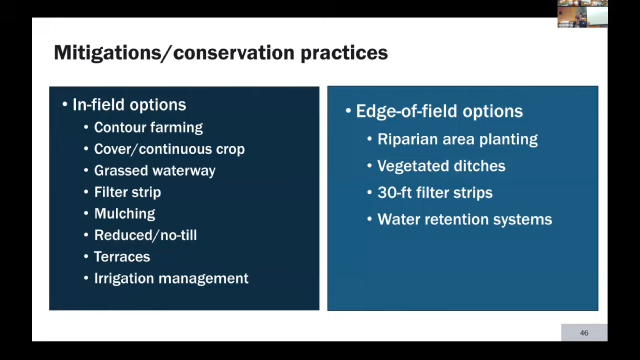 Mitigations/conservation practices
• In-field options
• Contour farming
• Cover/continuous crop
• Grassed waterway
• Filter strip
• Mulching
• Reduced/no-till
• Terraces
• Irrigation management
• Edge-of-field options
• Riparian area planting
• Vegetated ditches
• 30-ft filter strips
• Water retention systems
46